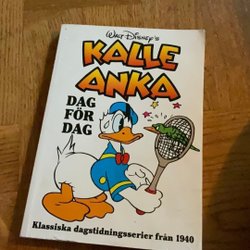 Walt Disney's
KALLE
ANKA
DAG
FÖR
DAG
Klassiska dagstidningsserier från 1940